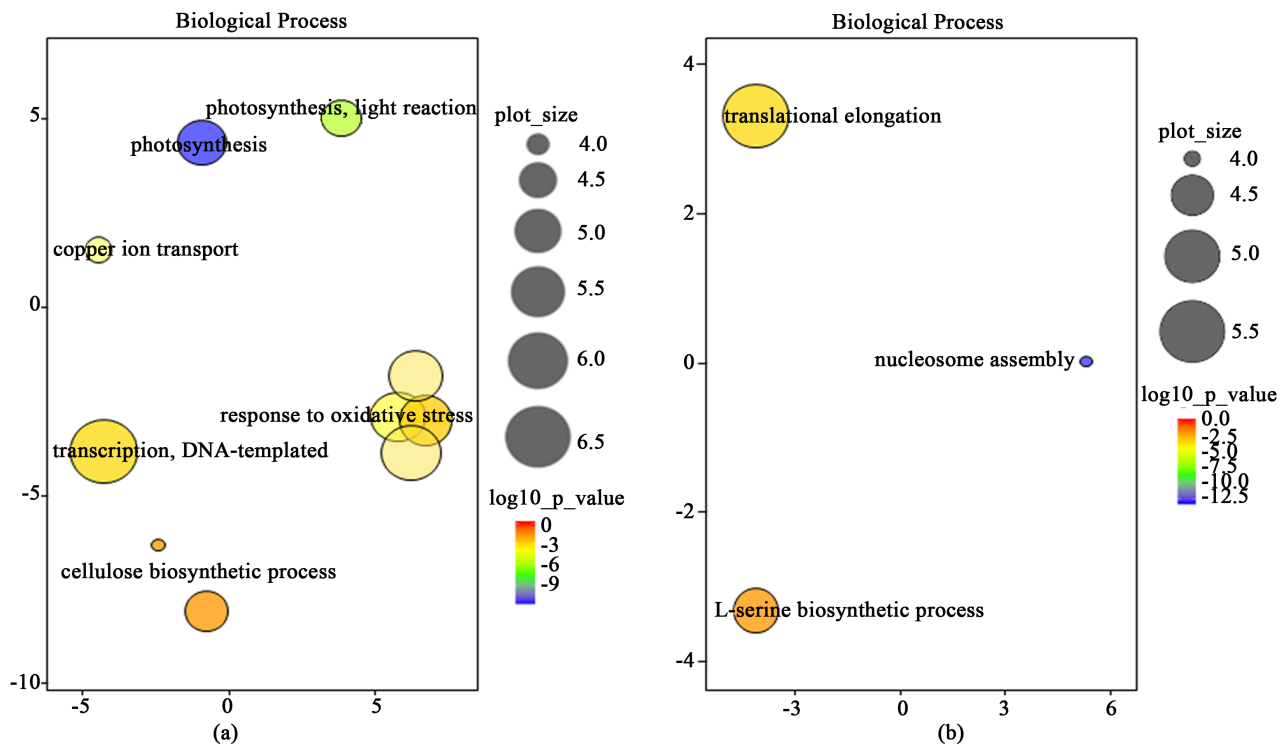 Biological Process
5
0
-5
-10
photosynthesis, light reaction
photosynthesis
copper ion transport
response to oxidative stress
transcription, DNA-templated
cellulose biosynthetic process
-5
0
5
(a)
plot_size
4.0
4.5
5.0
5.5
6.0
6.5
log10_p_value
0
-3
-6
-9
Biological Process
4
2
0
-2
-4
translational elongation
nucleosome assembly
L-serine biosynthetic process
-3
0
3
6
(b)
plot_size
4.0
4.5
5.0
5.5
log10_p_value
0.0
-2.5
-5.0
-7.5
-10.0
-12.5